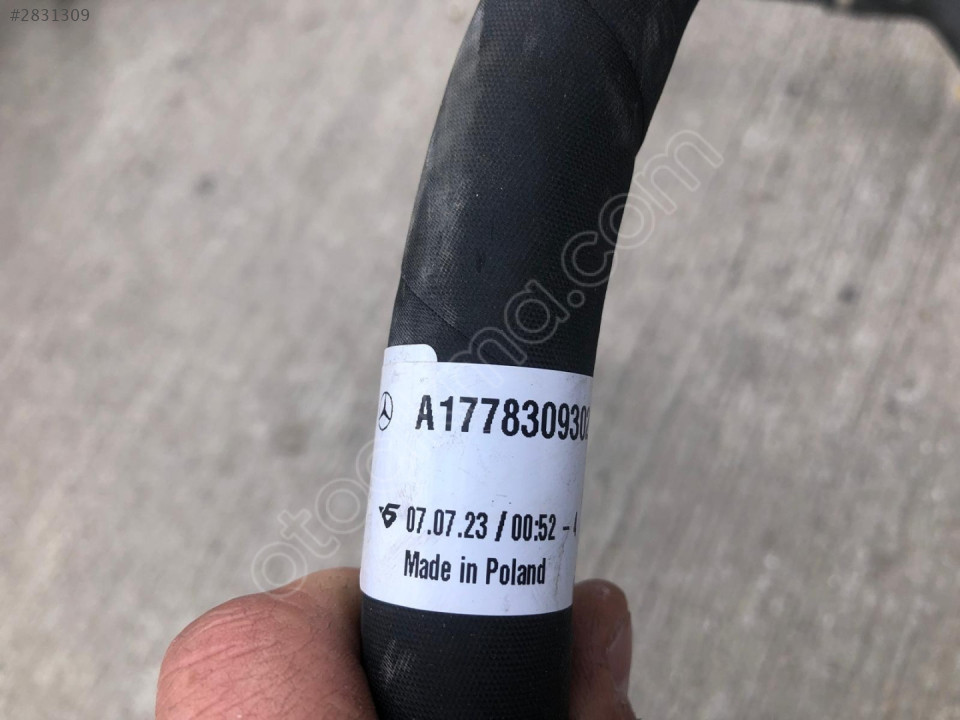 #2831309
A177830930
07.07.23 / 00:52 -
Made in Poland